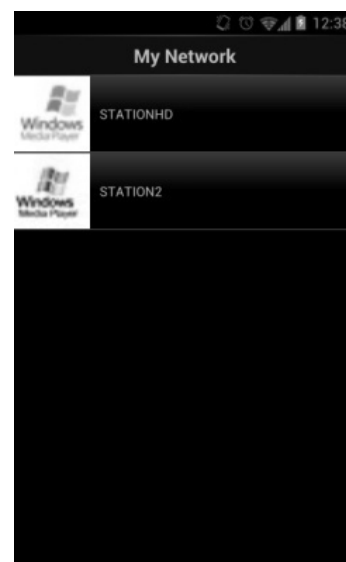 12:38
My Network
Windows
Media Player
STATIONHD
Windows
Media Player
STATION2